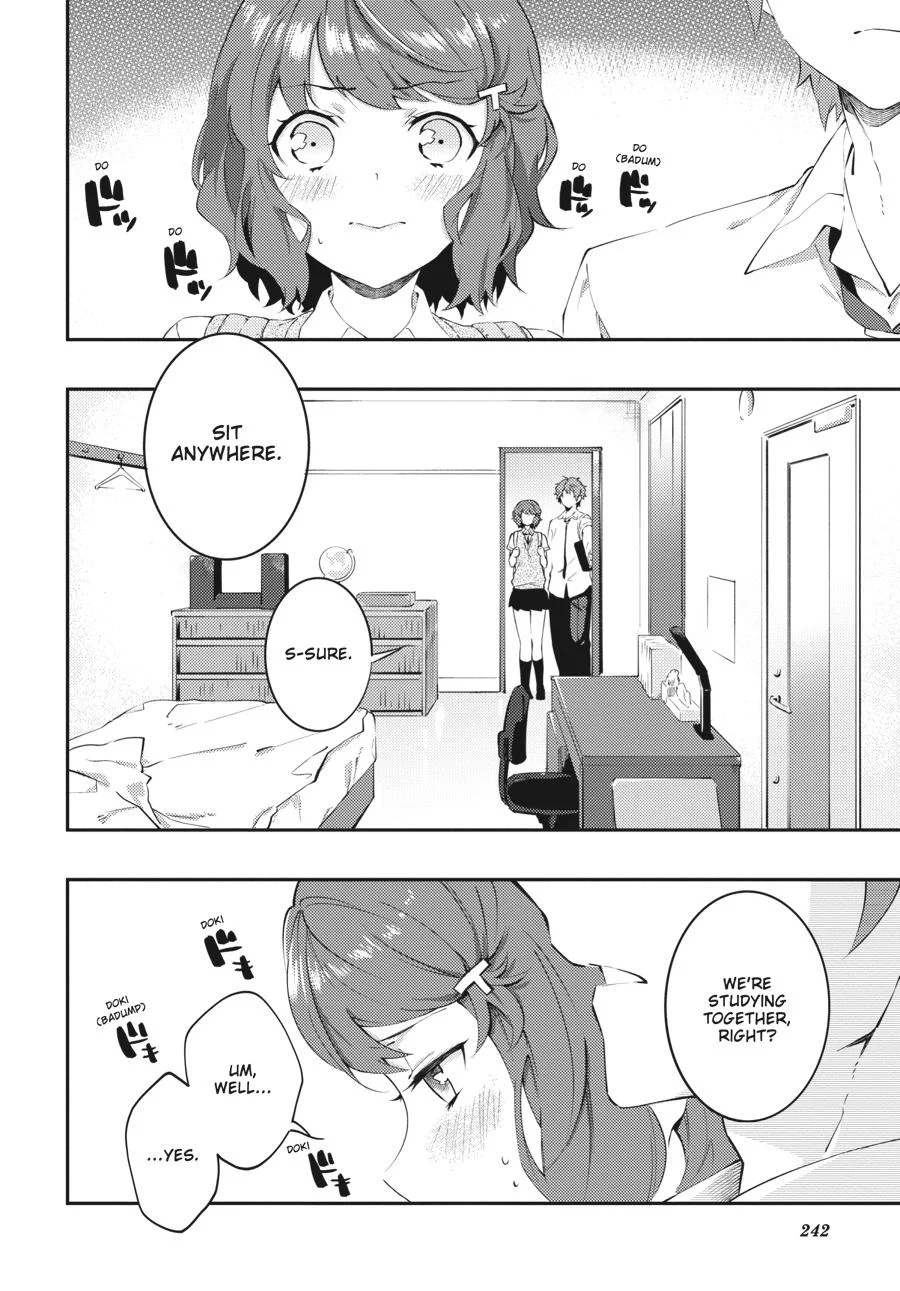 DO
(BADUM)
ドッ
DO
ドッ
DO
ドッ
DO
ドッ
SIT
ANYWHERE.
S-SURE.
WE'RE
STUDYING
TOGETHER,
RIGHT?
DOKI
ドキ
DOKI
(BADUMP)
ドキ
UM,
WELL...
...YES.
DOKI
ドキ
242